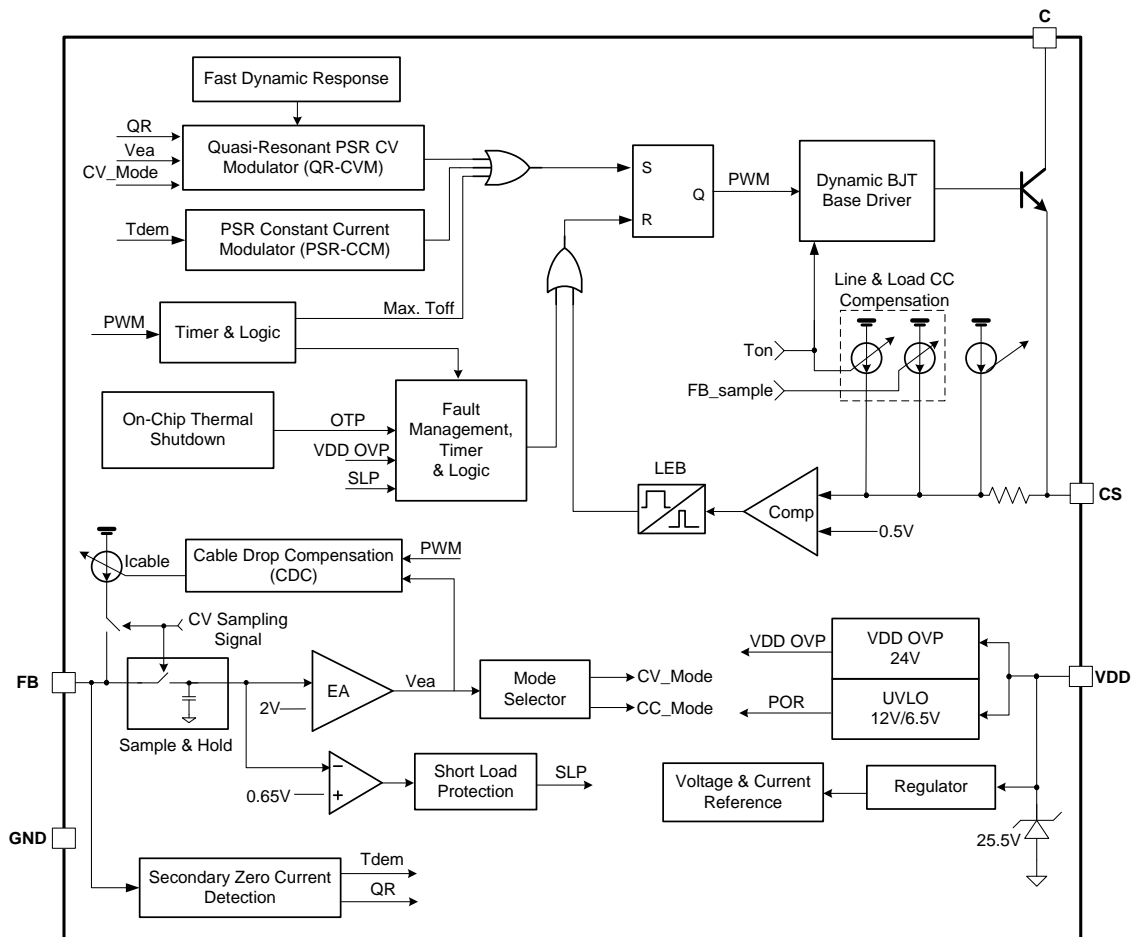 C
Fast Dynamic Response
QR
Vea
CV_Mode
Quasi-Resonant PSR CV
Modulator (QR-CVM)
S
R
Q
PWM
Dynamic BJT
Base Driver
Tdem
PSR Constant Current
Modulator (PSR-CCM)
Line & Load CC
Compensation
Max. Toff
PWM
Timer & Logic
Ton
FB_sample
On-Chip Thermal
Shutdown
OTP
VDD OVP
SLP
Fault
Management,
Timer
& Logic
LEB
Comp
0.5V
CS
Icable
Cable Drop Compensation
(CDC)
PWM
CV Sampling
Signal
FB
Sample & Hold
2V
EA
Vea
Mode
Selector
CV_Mode
CC_Mode
VDD OVP
VDD OVP
24V
POR
UVLO
12V/6.5V
VDD
0.65V
Short Load
Protection
SLP
Voltage & Current
Reference
Regulator
25.5V
GND
Secondary Zero Current
Detection
Tdem
QR